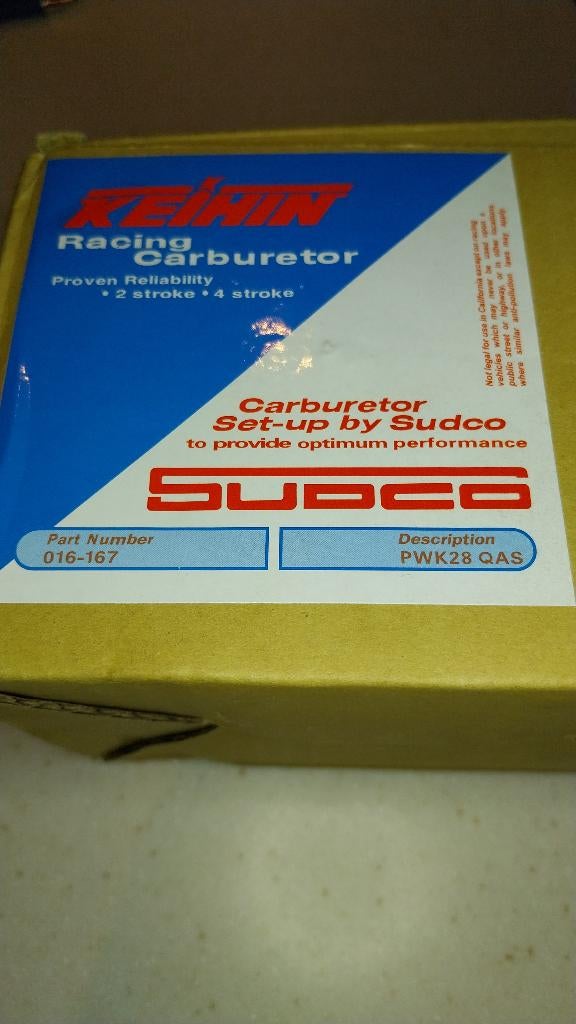 KEIHIN
Racing
Carburetor
Proven Reliability
• 2 stroke • 4 stroke
Not legal for use in California except on racing
vehicles which may never be used upon a
public street or highway, or in other locations
where similar anti-pollution laws may apply.
Carburetor
Set-up by Sudco
to provide optimum performance
SUDCO
Part Number
016-167
Description
PWK28 QAS